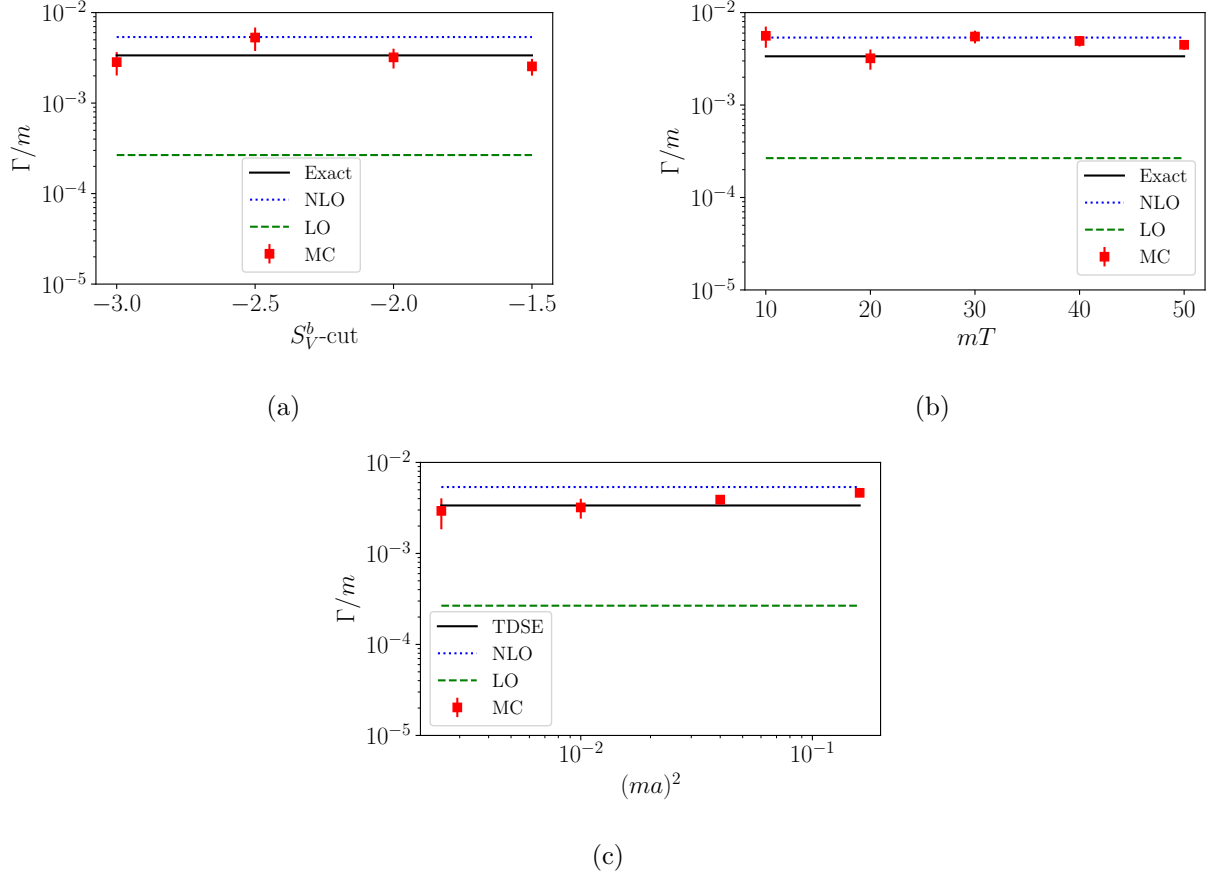 10⁻²
10⁻³
10⁻⁴
10⁻⁵
Γ/m
Exact
NLO
LO
MC
−3.0 −2.5 −2.0 −1.5
S_V^b-cut
(a)
10⁻²
10⁻³
10⁻⁴
10⁻⁵
Γ/m
Exact
NLO
LO
MC
10 20 30 40 50
mT
(b)
10⁻²
10⁻³
10⁻⁴
10⁻⁵
Γ/m
TDSE
NLO
LO
MC
10⁻² 10⁻¹
(ma)²
(c)